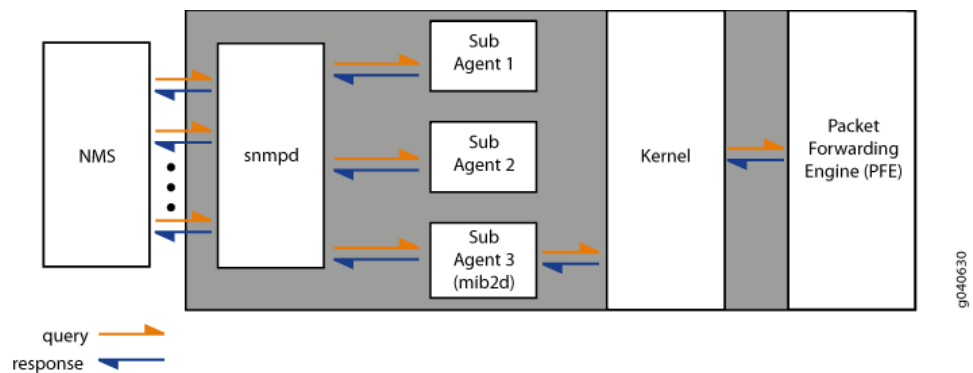 NMS
snmpd
Sub
Agent 1
Sub
Agent 2
Sub
Agent 3
(mib2d)
Kernel
Packet
Forwarding
Engine (PFE)
g040630
query
response